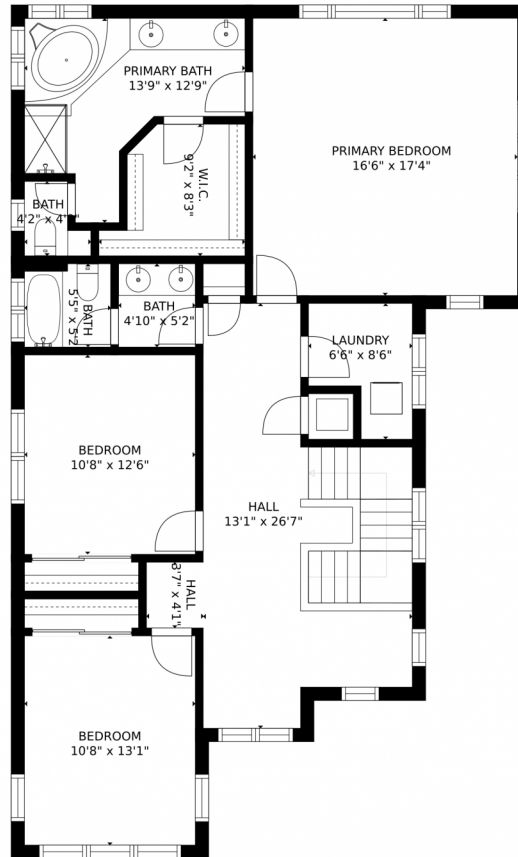 PRIMARY BATH
13'9" x 12'9"
PRIMARY BEDROOM
16'6" x 17'4"
W.I.C.
9'2" x 8'3"
BATH
4'2" x
BATH
5'5" x 5'2
BATH
4'10" x 5'2"
LAUNDRY
6'6" x 8'6"
BEDROOM
10'8" x 12'6"
HALL
13'1" x 26'7"
HALL
8'7" x 4'1"
BEDROOM
10'8" x 13'1"